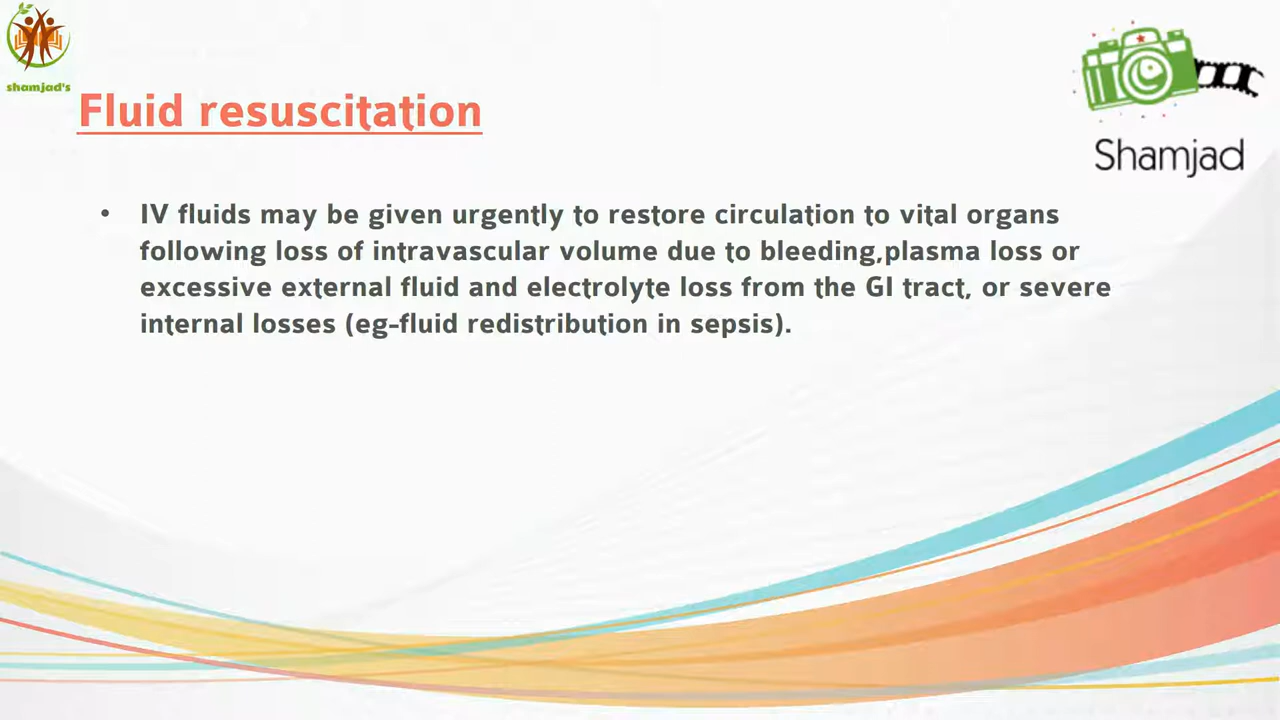 shamjad's
Fluid resuscitation
Shamjad
• IV fluids may be given urgently to restore circulation to vital organs
following loss of intravascular volume due to bleeding,plasma loss or
excessive external fluid and electrolyte loss from the GI tract, or severe
internal losses (eg-fluid redistribution in sepsis).